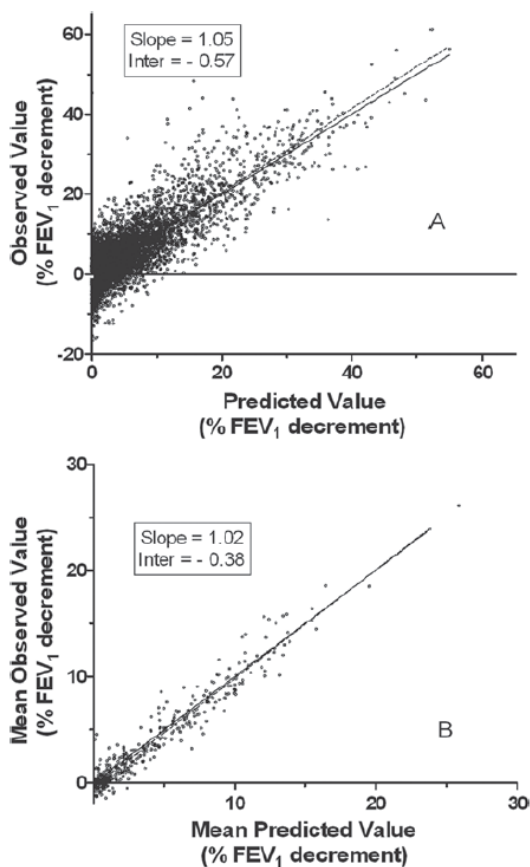 60
40
20
0
-20
Observed Value
(% FEV₁ decrement)
Slope = 1.05
Inter = - 0.57
A
0
20
40
60
Predicted Value
(% FEV₁ decrement)
30
20
10
0
Mean Observed Value
(% FEV₁ decrement)
Slope = 1.02
Inter = - 0.38
B
10
20
30
Mean Predicted Value
(% FEV₁ decrement)